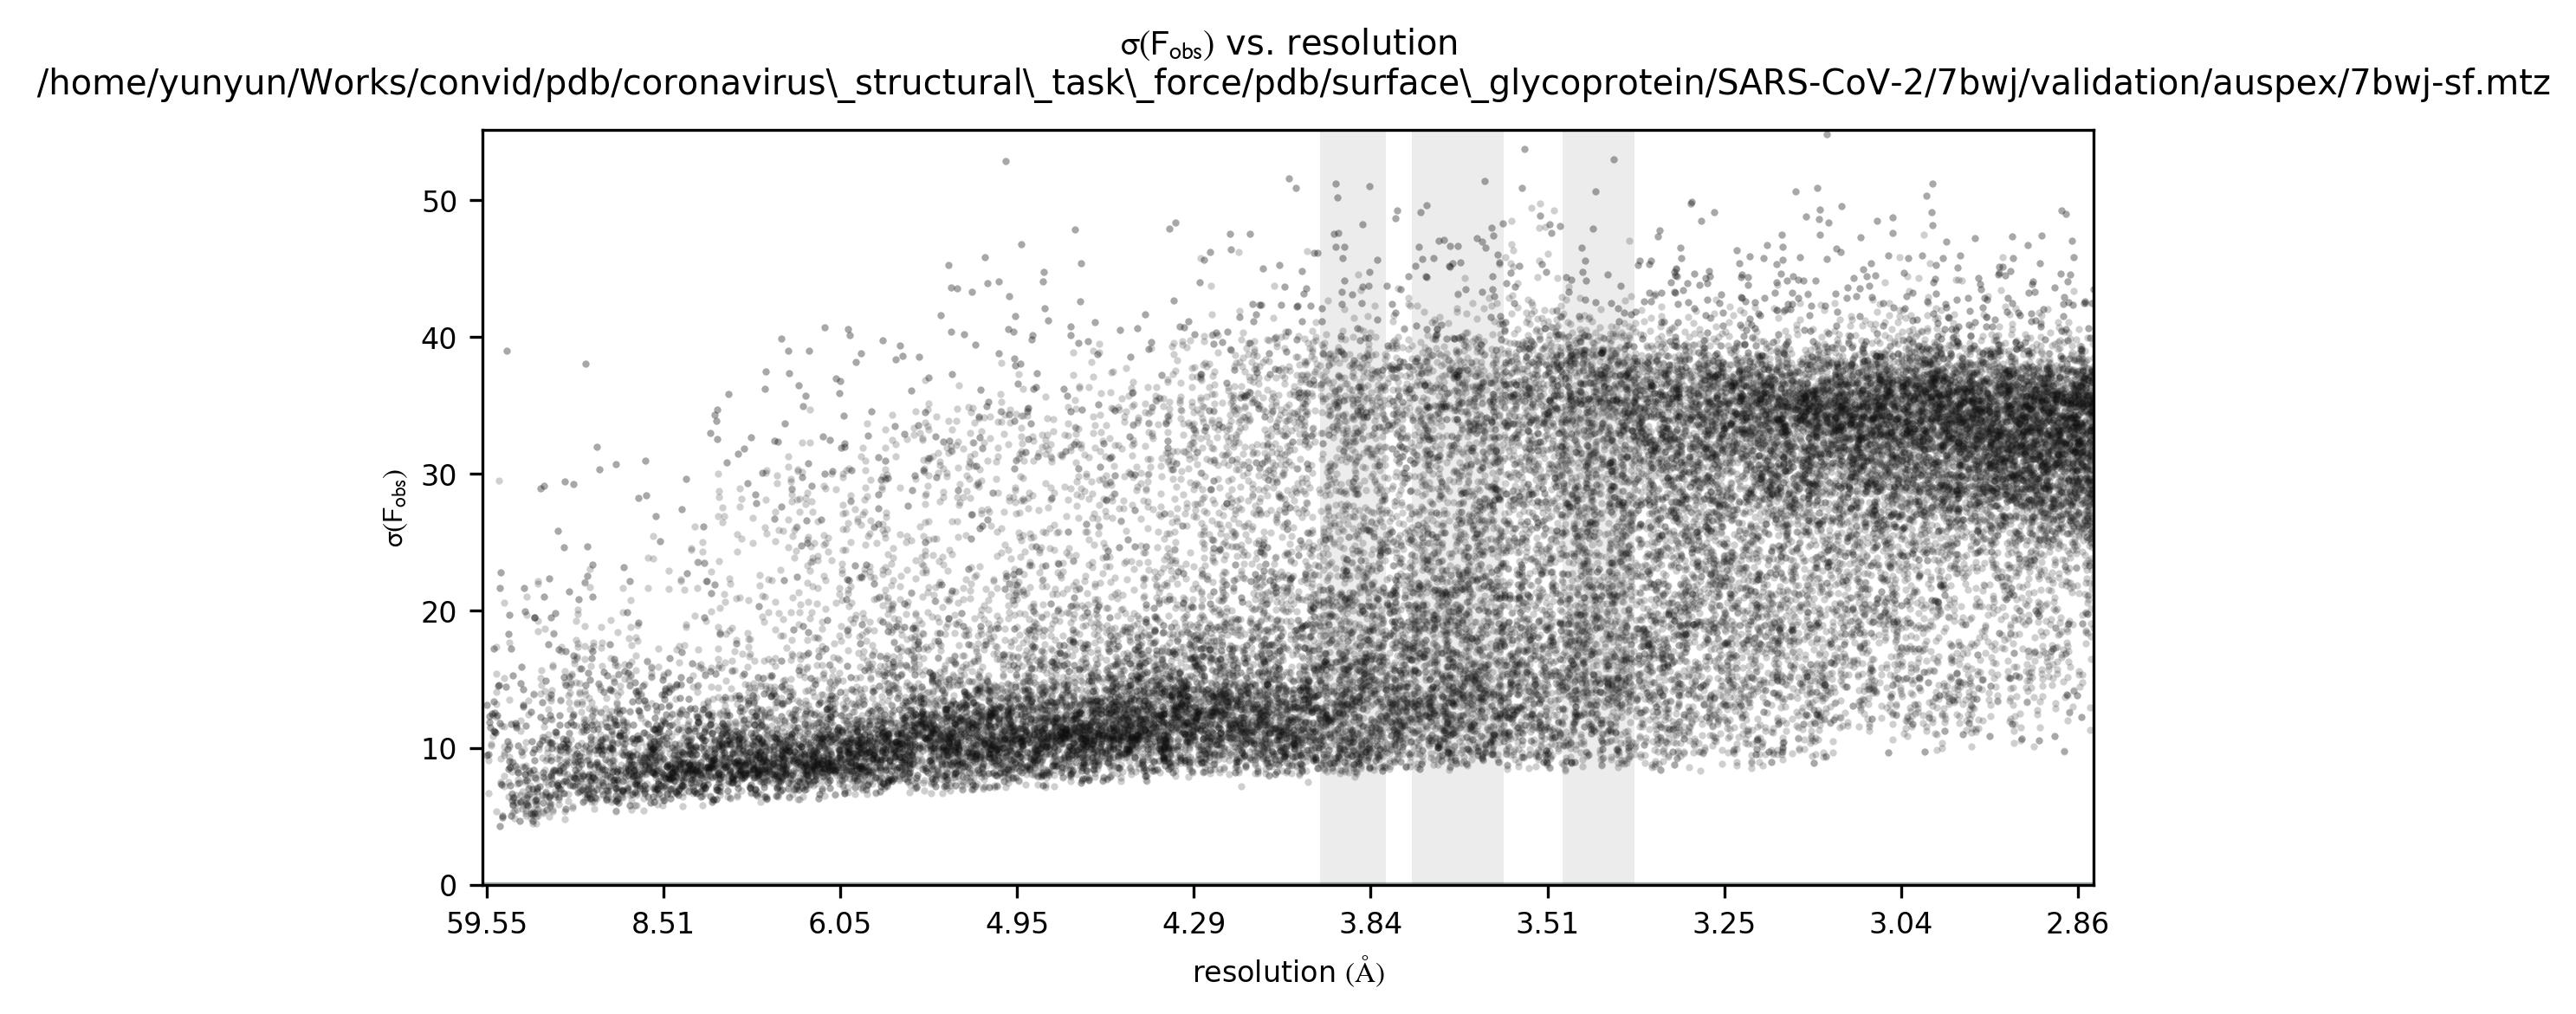 σ(Fobs) vs. resolution
/home/yunyun/Works/convid/pdb/coronavirus\_structural\_task\_force/pdb/surface\_glycoprotein/SARS-CoV-2/7bwj/validation/auspex/7bwj-sf.mtz
50
40
30
20
10
0
σ(Fobs)
59.55 8.51 6.05 4.95 4.29 3.84 3.51 3.25 3.04 2.86
resolution (Å)